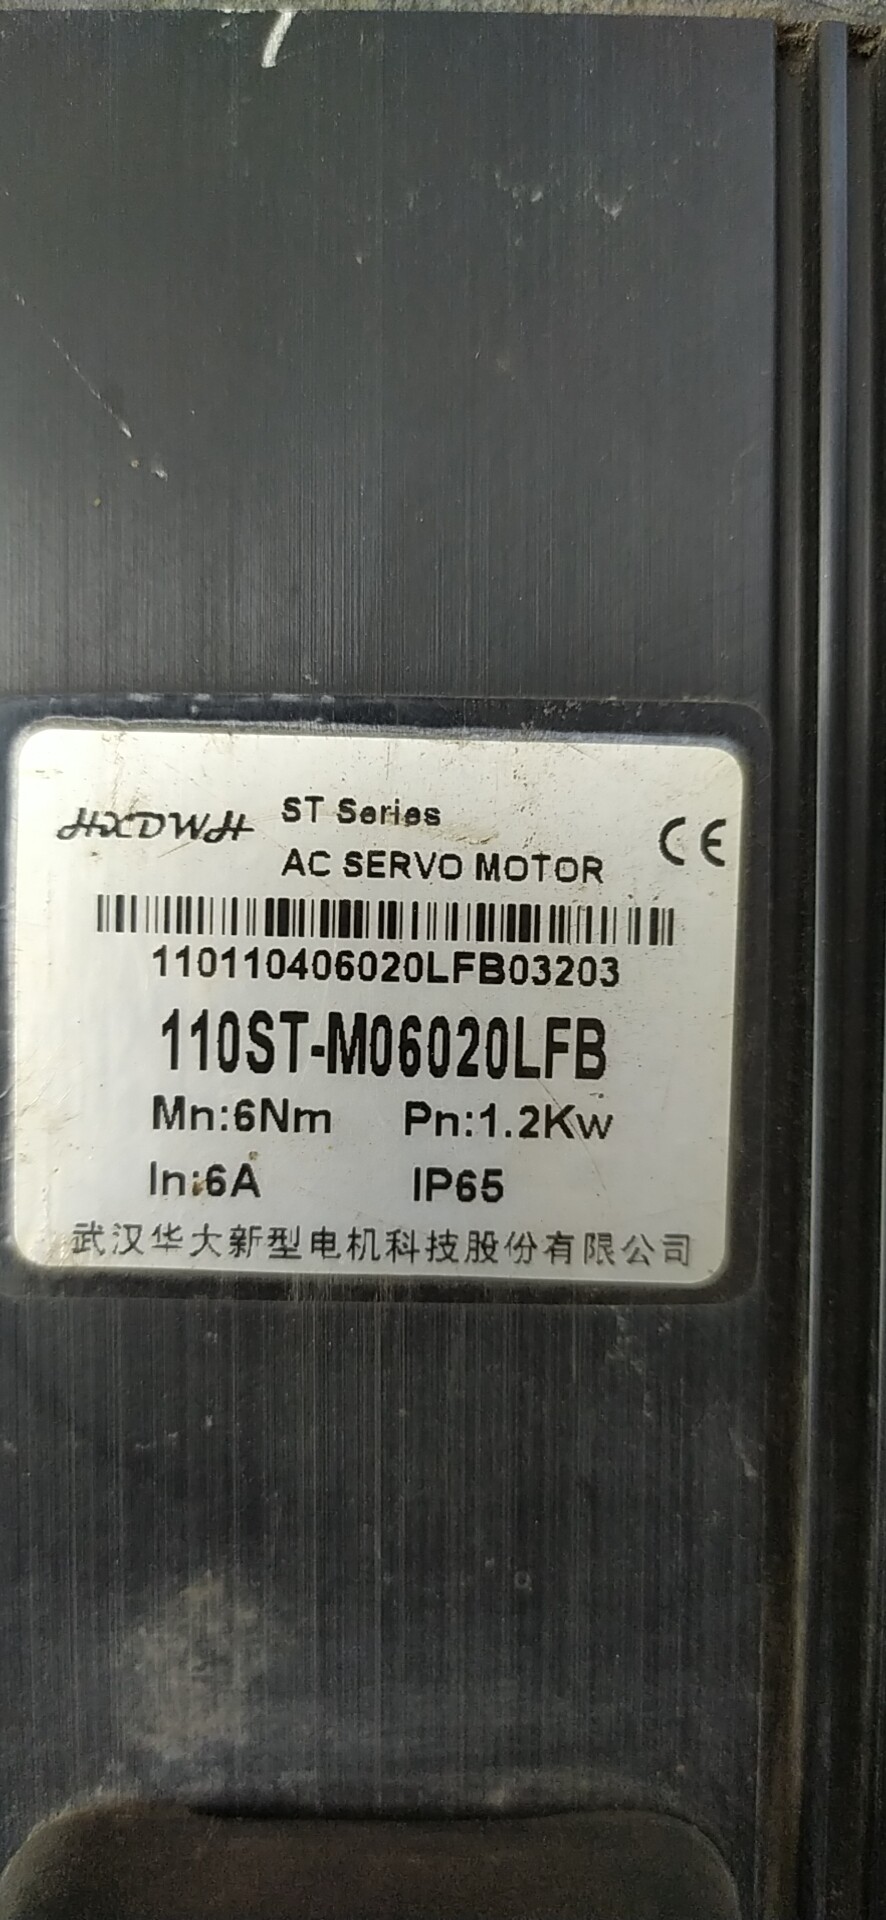 HXDWH ST Series
AC SERVO MOTOR CE
110110406020LFB03203
110ST-M06020LFB
Mn:6Nm Pn:1.2Kw
In:6A IP65
武汉华大新型电机科技股份有限公司